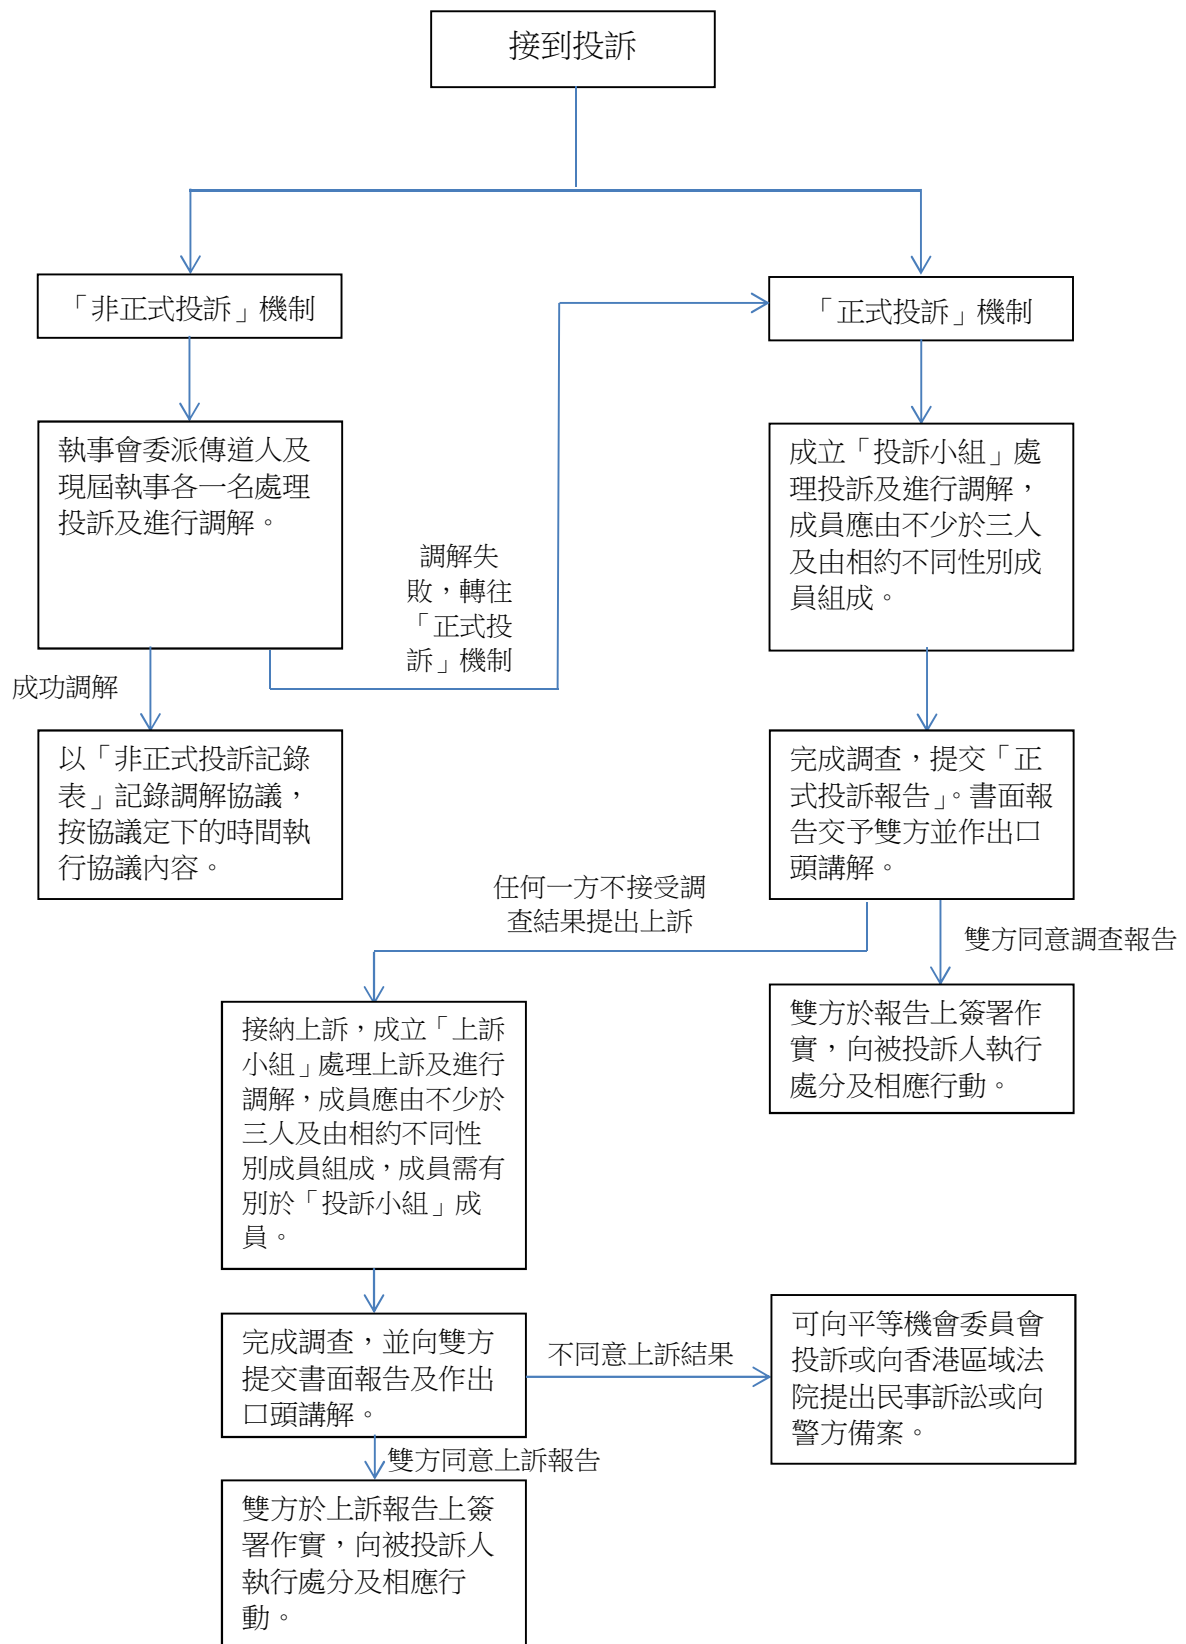 接到投訴
「非正式投訴」機制
「正式投訴」機制
執事會委派傳道人及
現屆執事各一名處理
投訴及進行調解。
成立「投訴小組」處
理投訴及進行調解，
成員應由不少於三人
及由相約不同性別成
員組成。
調解失
敗，轉往
「正式投
訴」機制
成功調解
以「非正式投訴記錄
表」記錄調解協議，
按協議定下的時間執
行協議內容。
完成調查，提交「正
式投訴報告」。書面報
告交予雙方並作出口
頭講解。
任何一方不接受調
查結果提出上訴
雙方同意調查報告
雙方於報告上簽署作
實，向被投訴人執行
處分及相應行動。
接納上訴，成立「上訴
小組」處理上訴及進行
調解，成員應由不少於
三人及由相約不同性
別成員組成，成員需有
別於「投訴小組」成
員。
完成調查，並向雙方
提交書面報告及作出
口頭講解。
不同意上訴結果
可向平等機會委員會
投訴或向香港區域法
院提出民事訴訟或向
警方備案。
雙方同意上訴報告
雙方於上訴報告上簽
署作實，向被投訴人
執行處分及相應行
動。